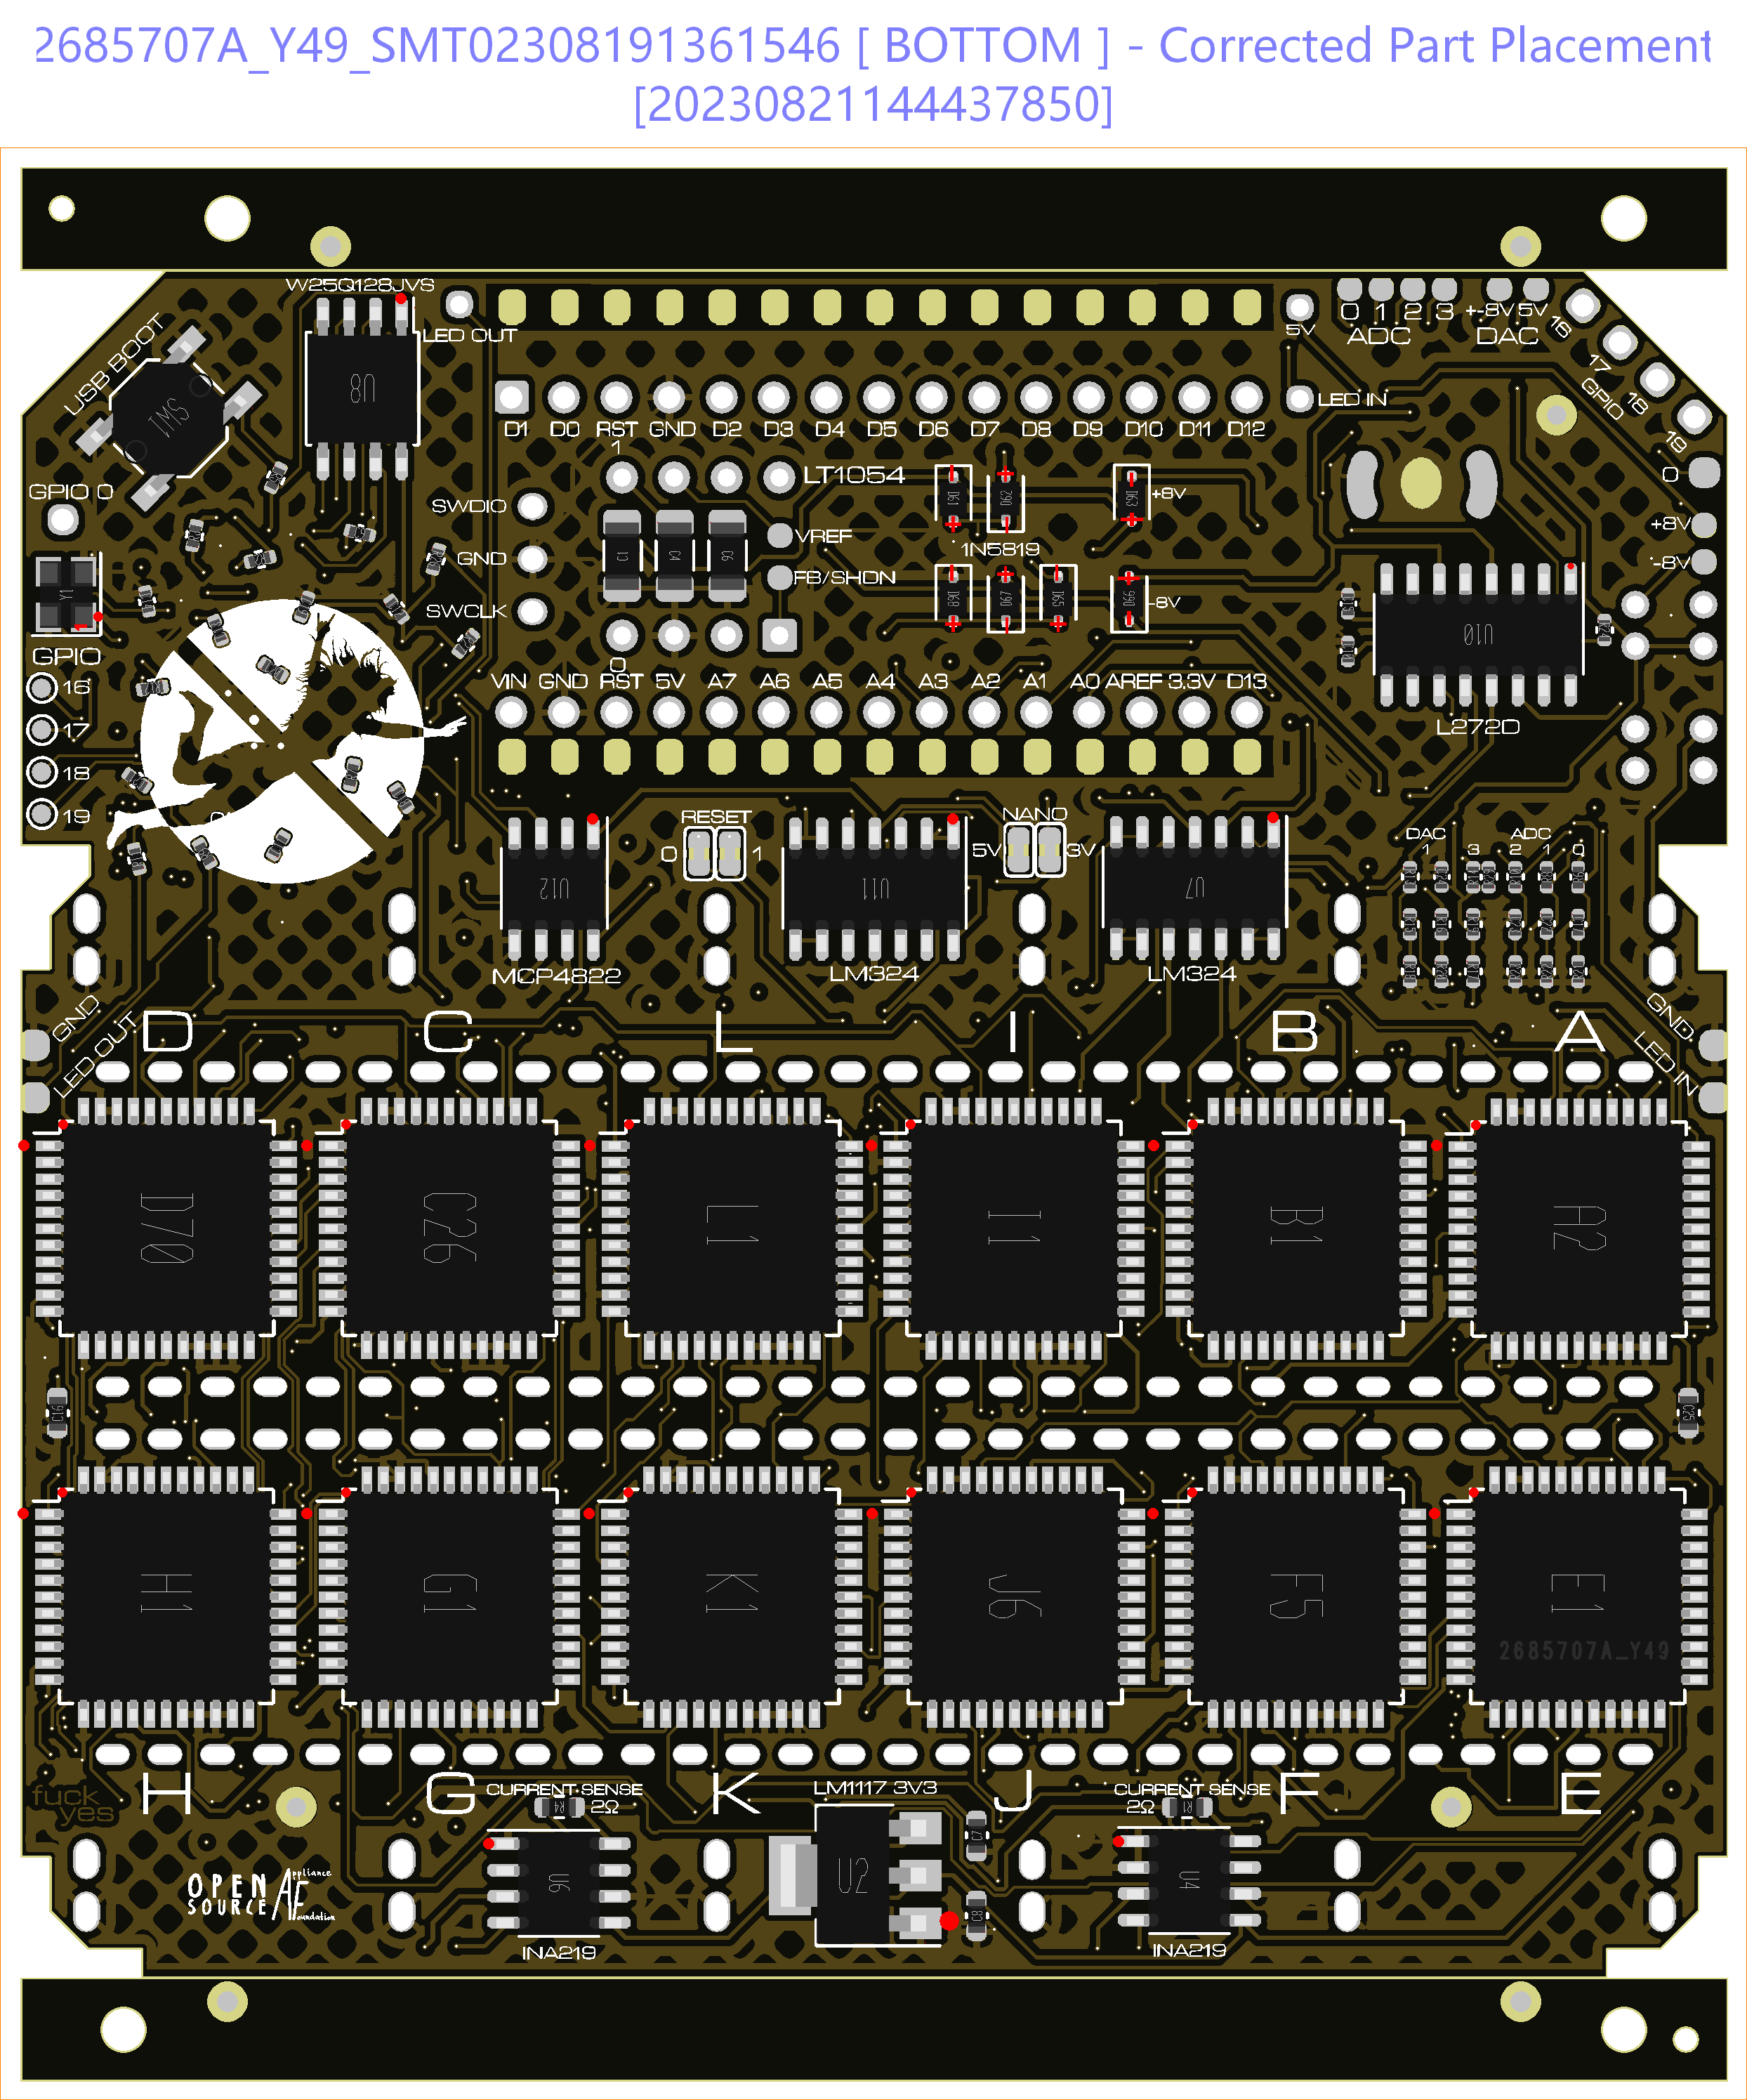 2685707A_Y49_SMT02308191361546 [ BOTTOM ] - Corrected Part Placement
[20230821144437850]
W25Q128JVS
USB BOOT
LED OUT
U8
SW1
5V
0 1 2 3 +-8V 5V
ADC DAC
16
17
GPIO
18
19
LED IN
D1 D0 RST GND D2 D3 D4 D5 D6 D7 D8 D9 D10 D11 D12
1
LT1054
GPIO 0
SWDIO
+8V
0
VREF
+8V
GND
1N5819
-8V
FB/SHDN
Y1
SWCLK
-8V
U10
GPIO
0
16
VIN GND RST 5V A7 A6 A5 A4 A3 A2 A1 A0 AREF 3.3V D13
17
L272D
18
19
RESET
NANO
0 1
5V 3V
DAC ADC
1 3 2 1 0
U12
U11
U7
MCP4822
LM324
LM324
GND
LED OUT
GND
LED IN
D C L I B A
D70 C26 L1 I1 B1 A2
C16
C25
H1 G1 K1 J6 F5 E1
2685707A_Y49
H G K J F E
fuck
yes
CURRENT SENSE
R4
2Ω
LM1117 3V3
CURRENT SENSE
2Ω
R1
U6
U2
U4
OPEN
SOURCE
AF
Appliance
Foundation
INA219
INA219